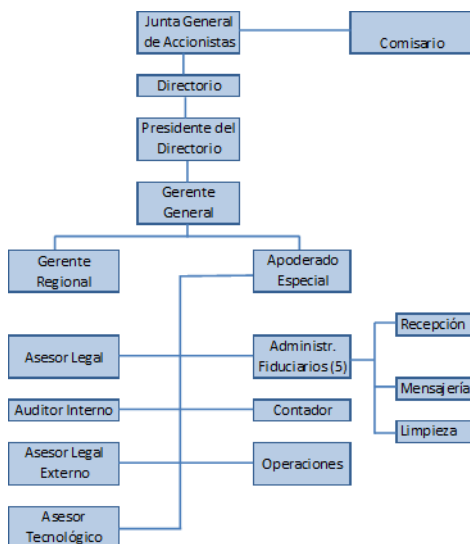 Junta General
de Accionistas
Comisario
Directorio
Presidente del
Directorio
Gerente
General
Gerente
Regional
Apoderado
Especial
Asesor Legal
Administr.
Fiduciarios (5)
Recepción
Mensajería
Limpieza
Auditor Interno
Contador
Asesor Legal
Externo
Operaciones
Asesor
Tecnológico